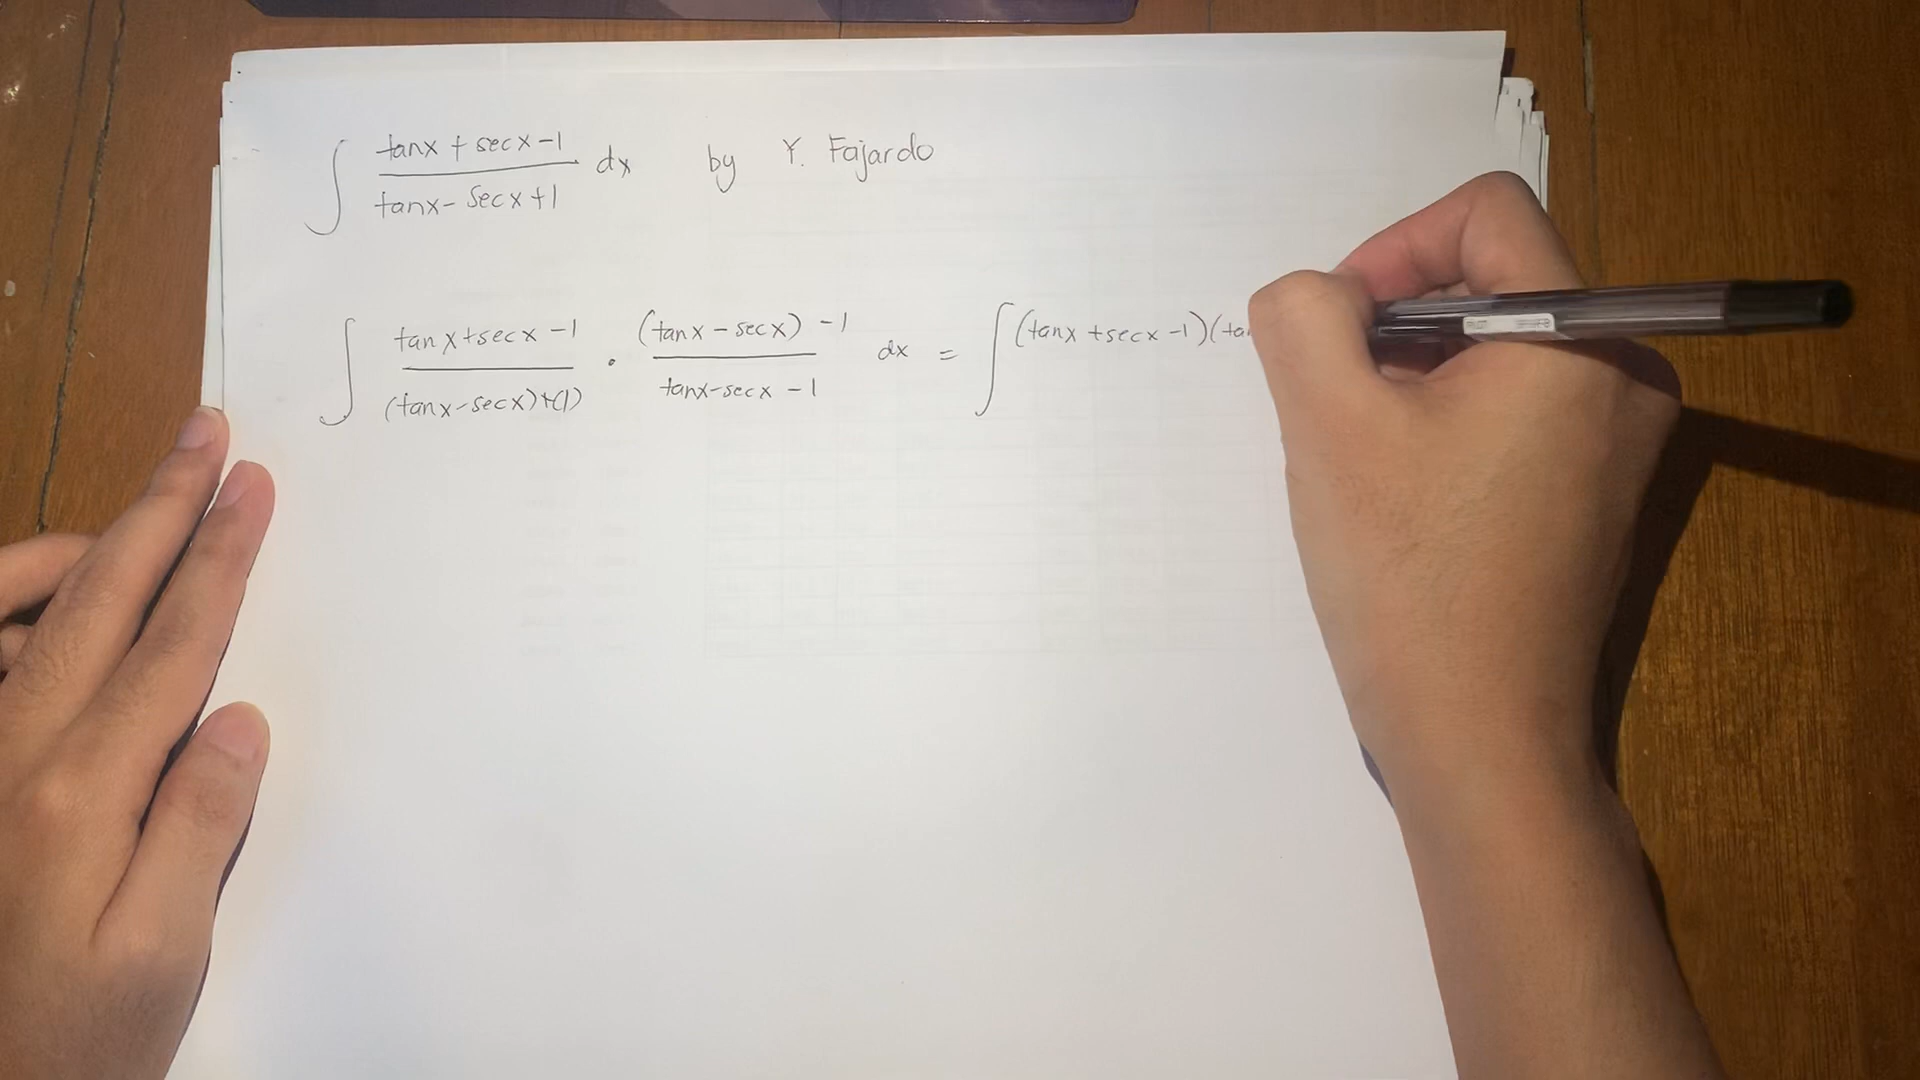 ∫ (tanx + secx - 1)/(tanx - secx + 1) dx by Y. Fajardo
∫ (tanx + secx - 1)/((tanx - secx) + (1)) · ((tanx - secx) - 1)/(tanx - secx - 1) dx = ∫ (tanx + secx - 1)(ta